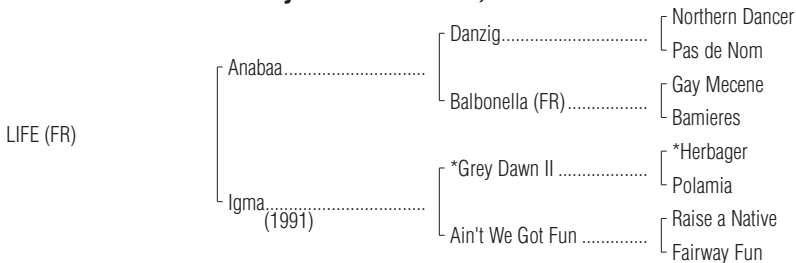 Northern Dancer
Danzig..............................
Pas de Nom
Anabaa.............................
Gay Mecene
Balbonella (FR).................
Bamieres
LIFE (FR)
*Herbager
*Grey Dawn II ...................
Polamia
Igma..................................
(1991)
Raise a Native
Ain't We Got Fun ..............
Fairway Fun